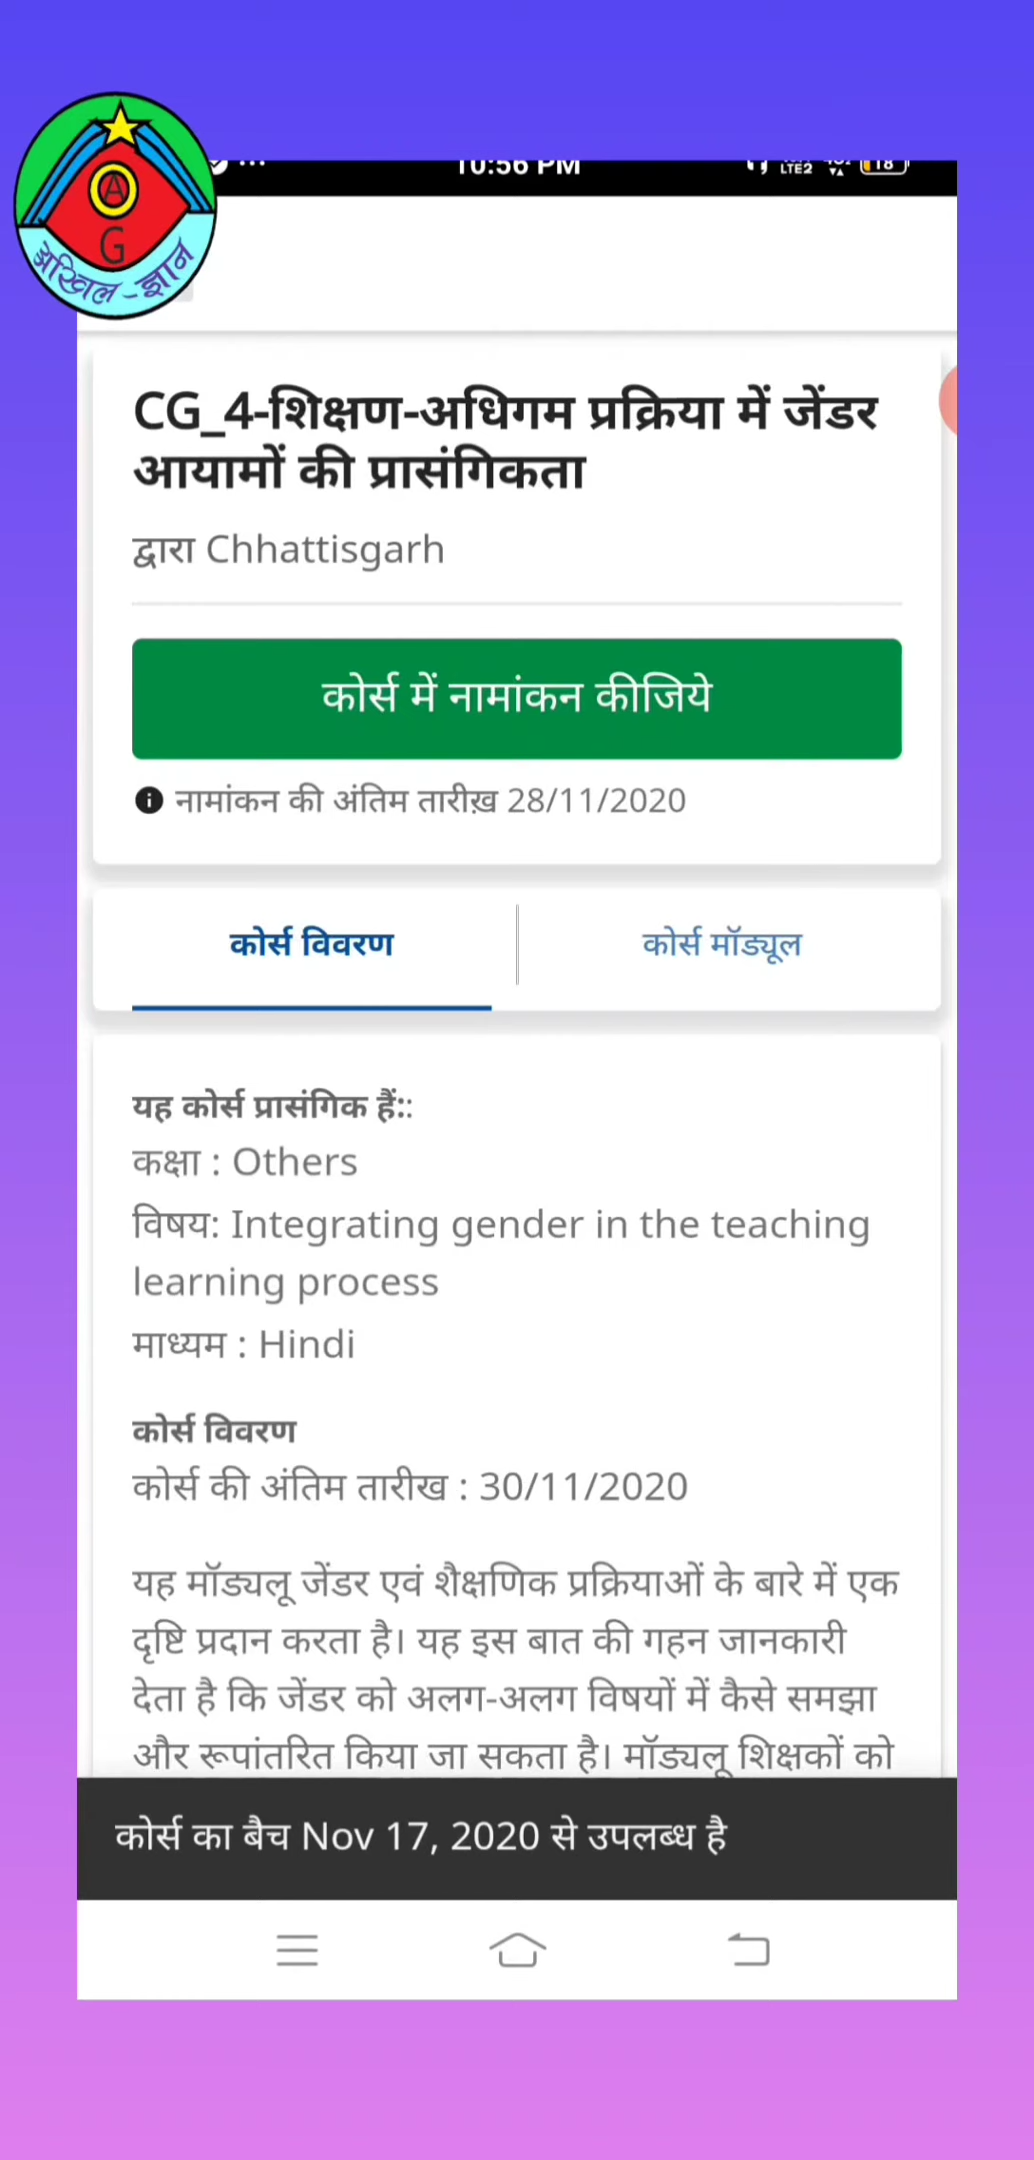 10:56 PM
LTE2
18
A
G
अखिल-ज्ञान
CG_4-शिक्षण-अधिगम प्रक्रिया में जेंडर
आयामों की प्रासंगिकता
द्वारा Chhattisgarh
कोर्स में नामांकन कीजिये
नामांकन की अंतिम तारीख़ 28/11/2020
कोर्स विवरण
कोर्स मॉड्यूल
यह कोर्स प्रासंगिक हैं::
कक्षा : Others
विषय: Integrating gender in the teaching
learning process
माध्यम : Hindi
कोर्स विवरण
कोर्स की अंतिम तारीख : 30/11/2020
यह मॉड्यलू जेंडर एवं शैक्षणिक प्रक्रियाओं के बारे में एक
दृष्टि प्रदान करता है। यह इस बात की गहन जानकारी
देता है कि जेंडर को अलग-अलग विषयों में कैसे समझा
और रूपांतरित किया जा सकता है। मॉड्यलू शिक्षकों को
कोर्स का बैच Nov 17, 2020 से उपलब्ध है